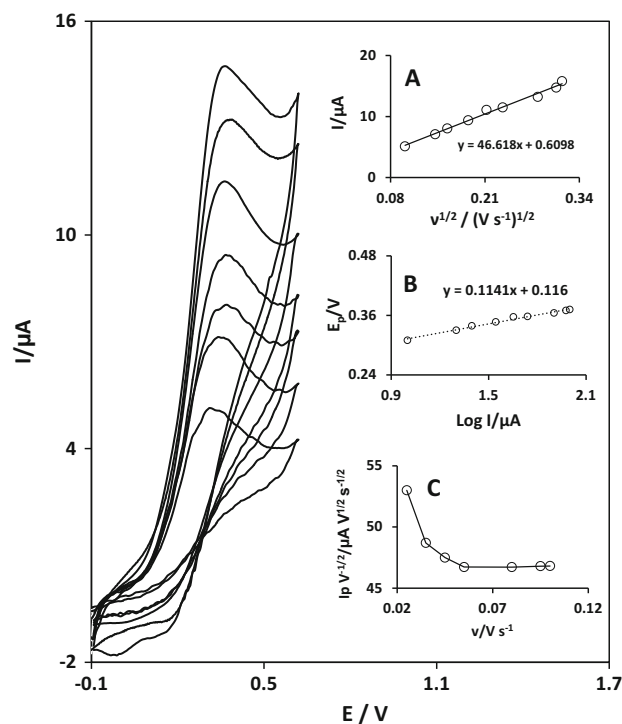 16
10
4
-2
I/µA
-0.1
0.5
1.1
1.7
E / V
A
20
10
0
I/µA
y = 46.618x + 0.6098
0.08
0.21
0.34
v1/2 / (V s-1)1/2
B
0.48
0.36
0.24
Ep/V
y = 0.1141x + 0.116
0.9
1.5
2.1
Log I/µA
C
55
50
45
Ip V-1/2/µA V1/2 s-1/2
0.02
0.07
0.12
v/V s-1